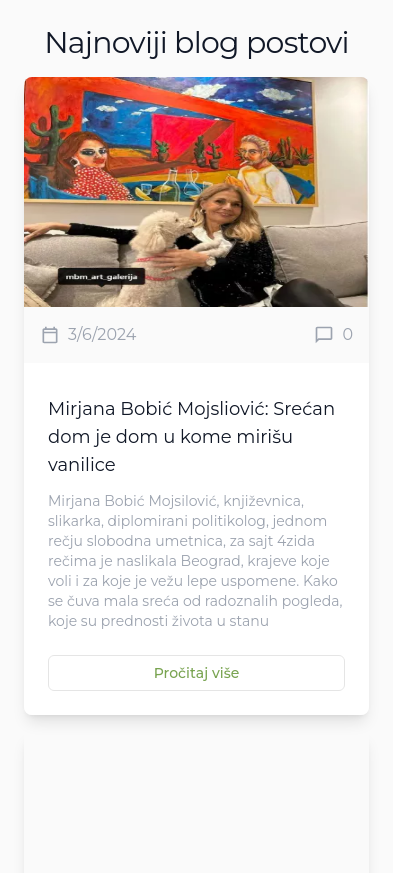 Najnoviji blog postovi
mbm_art_galerija
3/6/2024
0
Mirjana Bobić Mojsliović: Srećan
dom je dom u kome mirišu
vanilice
Mirjana Bobić Mojsilović, književnica,
slikarka, diplomirani politikolog, jednom
rečju slobodna umetnica, za sajt 4zida
rečima je naslikala Beograd, krajeve koje
voli i za koje je vežu lepe uspomene. Kako
se čuva mala sreća od radoznalih pogleda,
koje su prednosti života u stanu
Pročitaj više